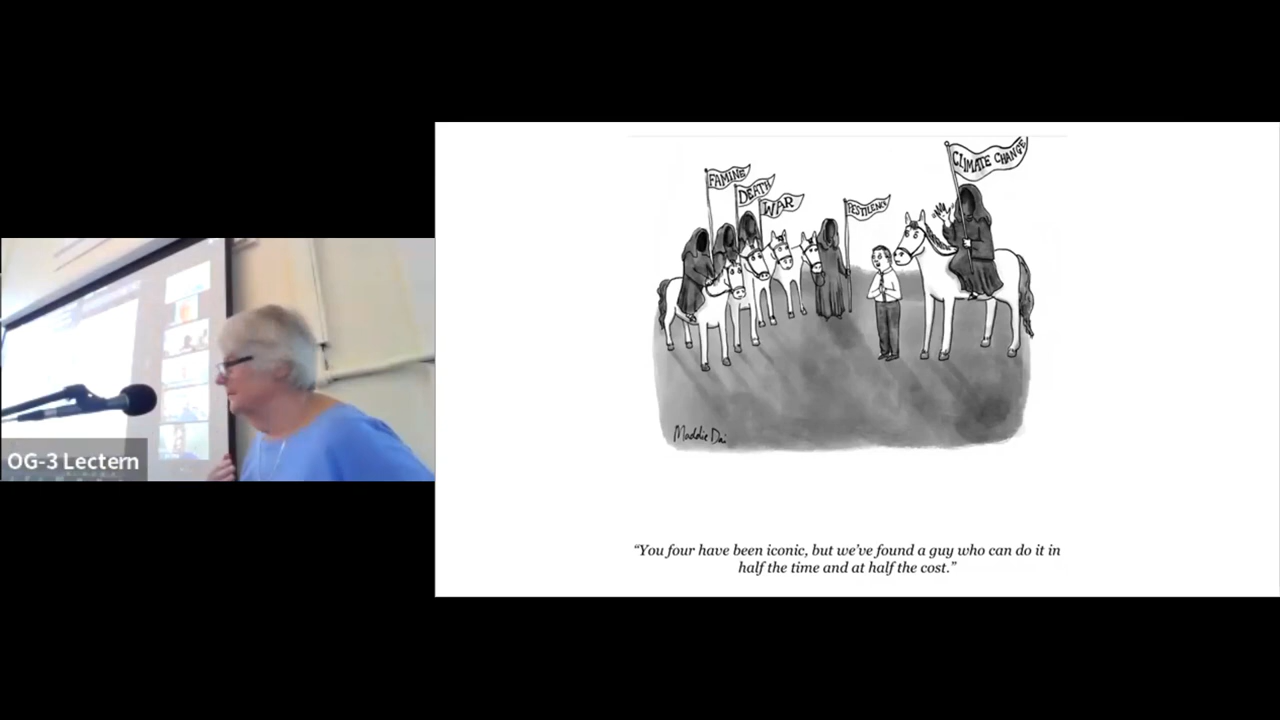 FAMINE
DEATH
WAR
PESTILENCE
CLIMATE CHANGE
Maddie Dai
OG-3 Lectern
“You four have been iconic, but we’ve found a guy who can do it in
half the time and at half the cost.”